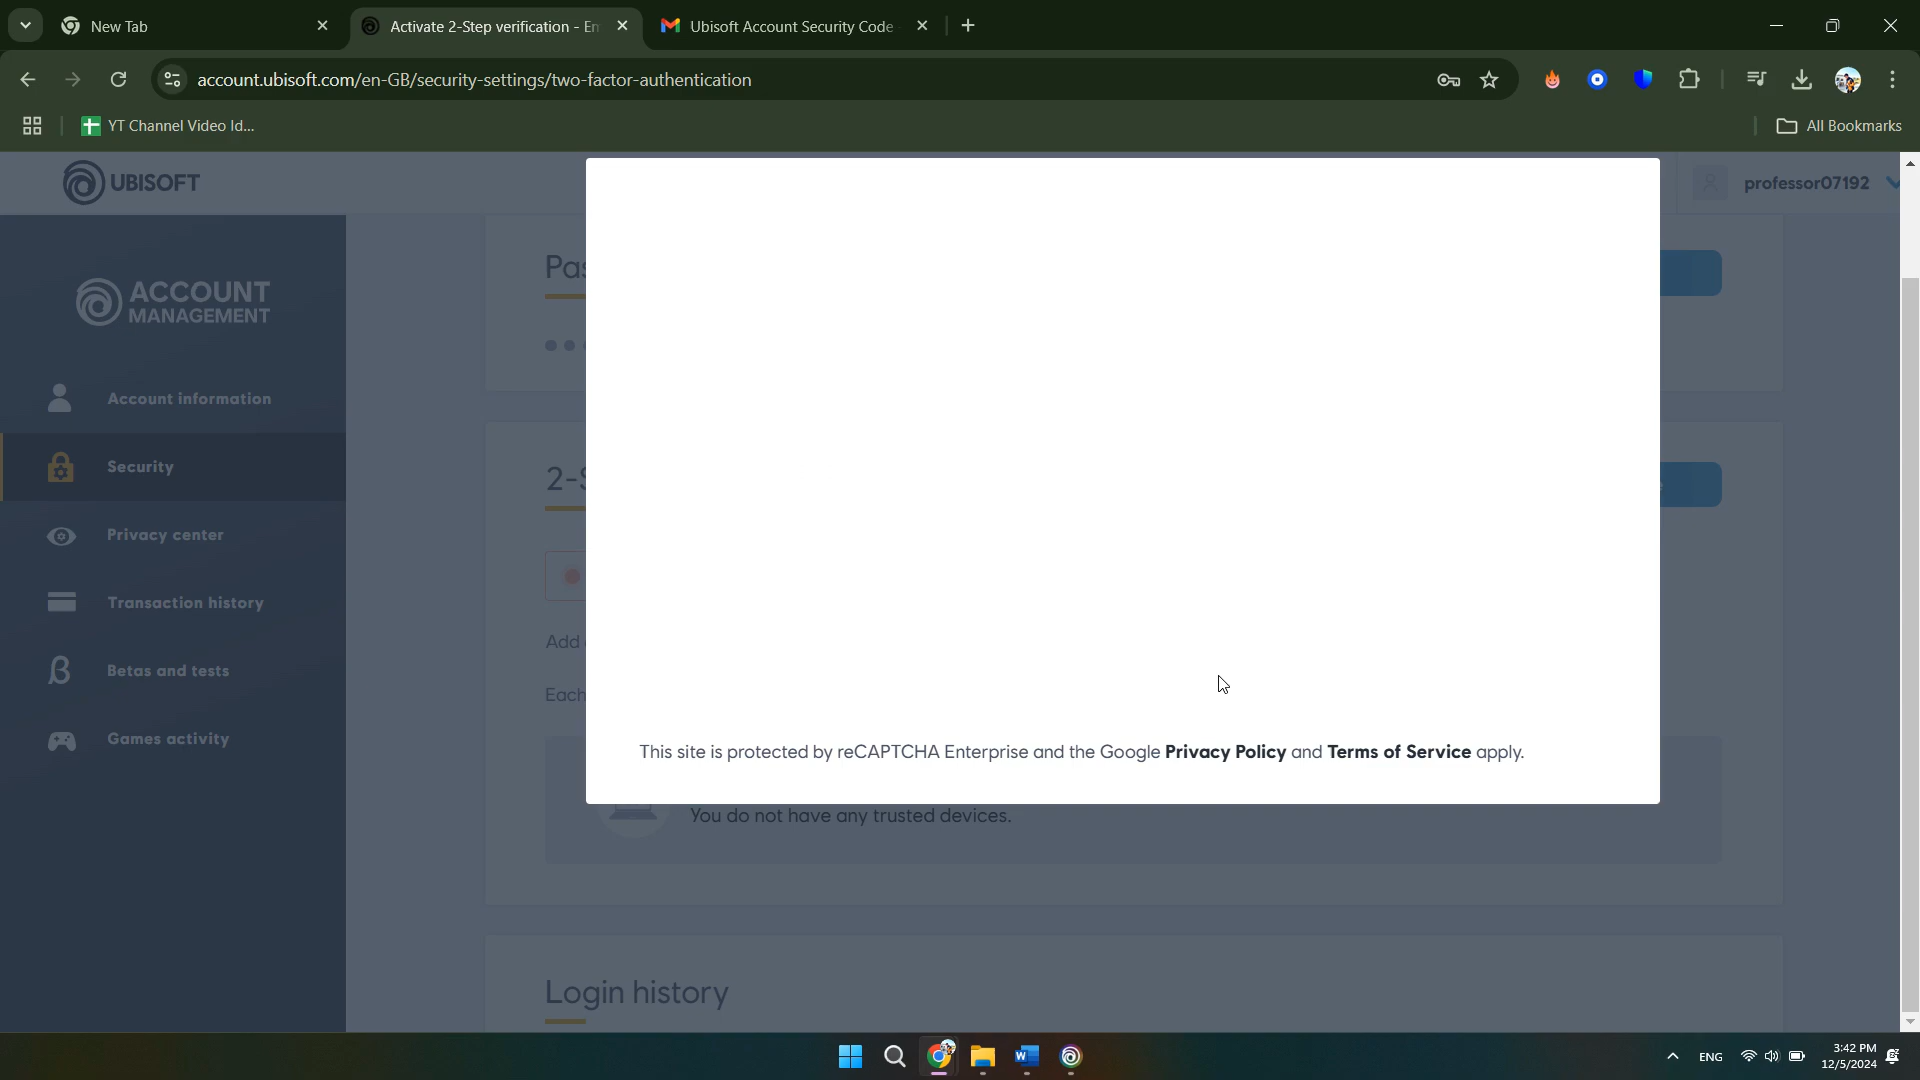 New Tab
Activate 2-Step verification - En
Ubisoft Account Security Code
account.ubisoft.com/en-GB/security-settings/two-factor-authentication
YT Channel Video Id...
All Bookmarks
UBISOFT
professor07192
ACCOUNT
MANAGEMENT
Account information
Security
Privacy center
Transaction history
Betas and tests
Games activity
Pas
2-S
Add
Each
This site is protected by reCAPTCHA Enterprise and the Google Privacy Policy and Terms of Service apply.
You do not have any trusted devices.
Login history
ENG
3:42 PM
12/5/2024